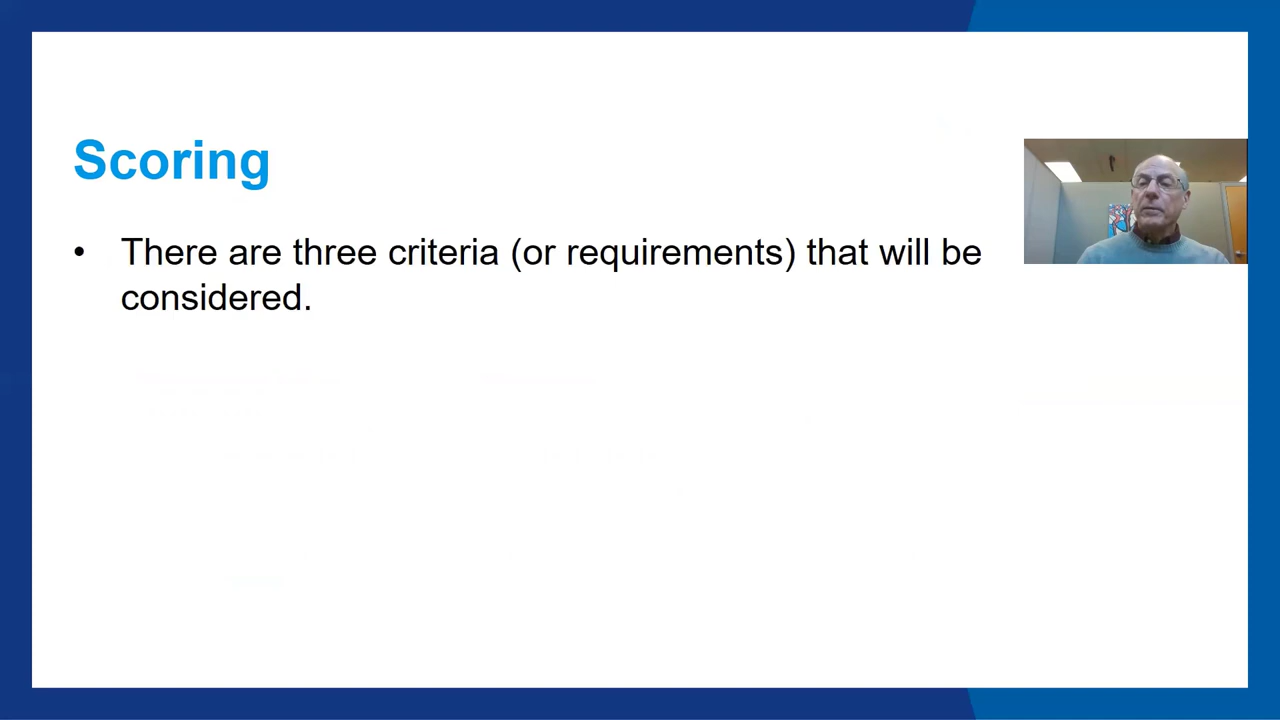 Scoring
• There are three criteria (or requirements) that will be
considered.